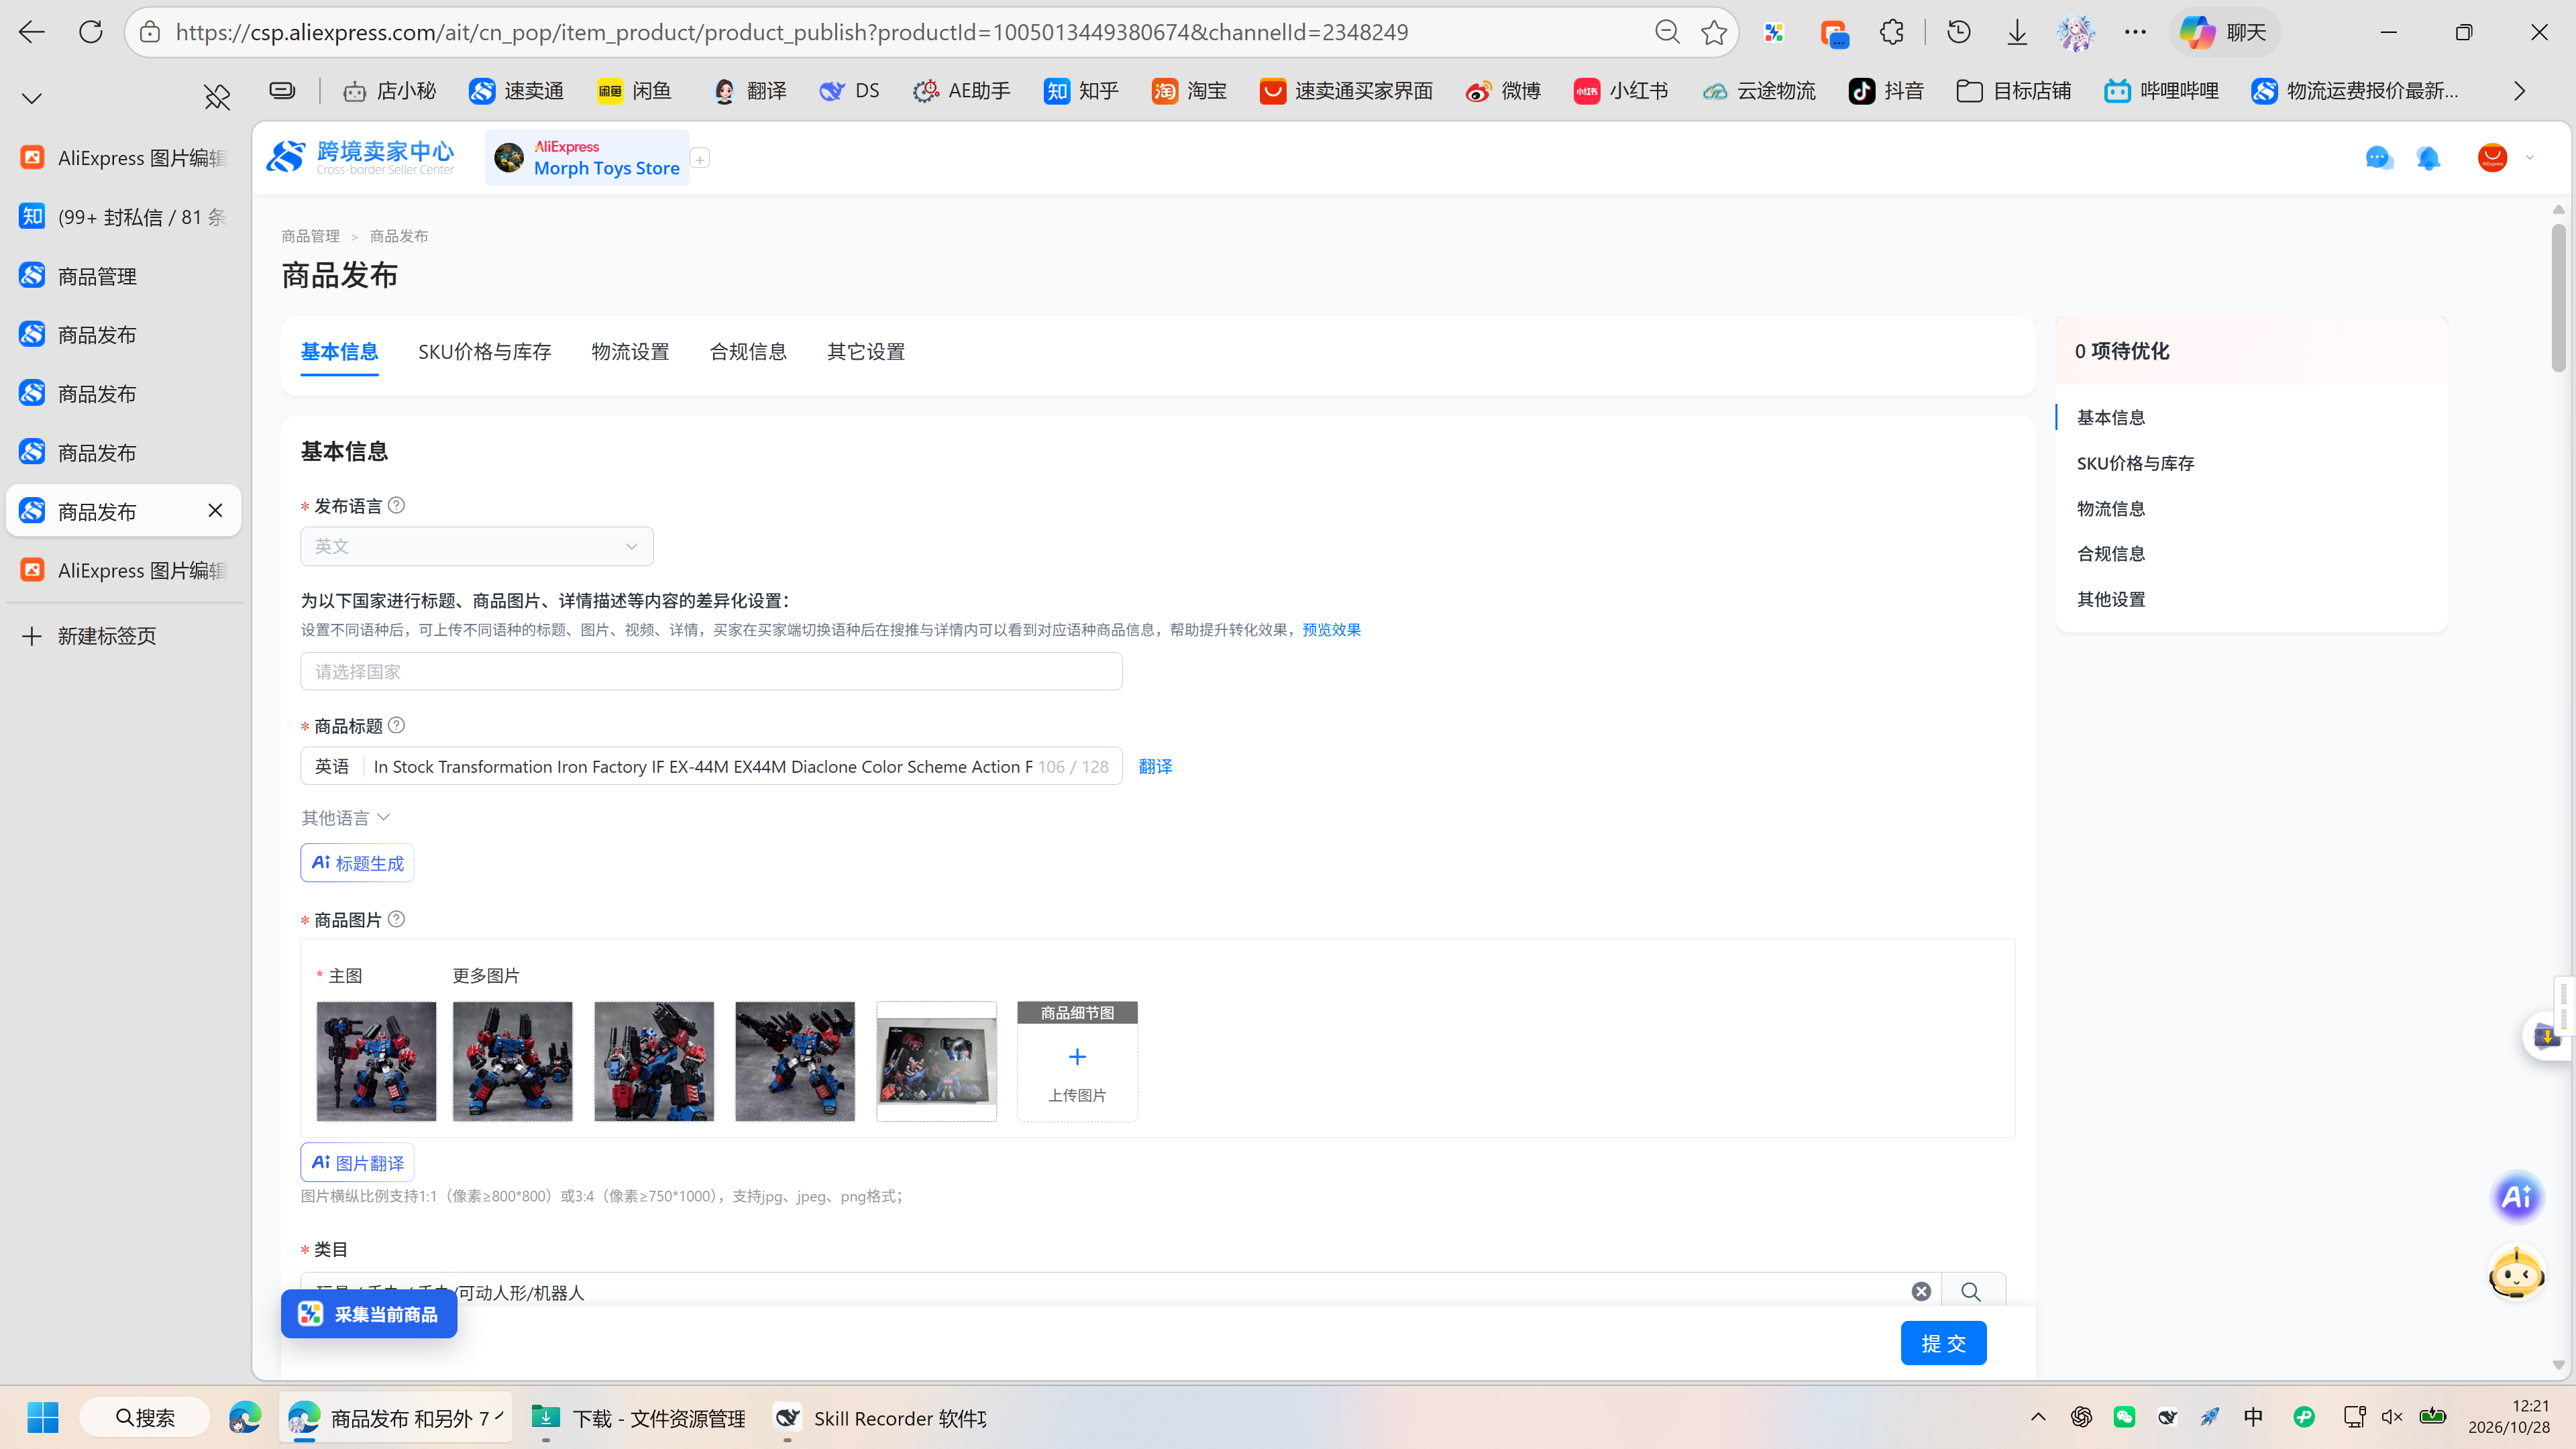 https://csp.aliexpress.com/ait/cn_pop/item_product/product_publish?productId=1005013449380674&channelId=2348249
聊天
店小秘
速卖通
闲鱼
翻译
DS
AE助手
知乎
淘宝
速卖通买家界面
微博
小红书
云途物流
抖音
目标店铺
哔哩哔哩
物流运费报价最新...
AliExpress 图片编辑
(99+ 封私信 / 81 条
商品管理
商品发布
商品发布
商品发布
商品发布
AliExpress 图片编辑
新建标签页
跨境卖家中心
Cross-border Seller Center
AliExpress
Morph Toys Store
商品管理 > 商品发布
商品发布
基本信息
SKU价格与库存
物流设置
合规信息
其它设置
0 项待优化
基本信息
SKU价格与库存
物流信息
合规信息
其他设置
基本信息
* 发布语言
英文
为以下国家进行标题、商品图片、详情描述等内容的差异化设置：
设置不同语种后，可上传不同语种的标题、图片、视频、详情，买家在买家端切换语种后在搜推与详情内可以看到对应语种商品信息，帮助提升转化效果，预览效果
请选择国家
* 商品标题
英语 In Stock Transformation Iron Factory IF EX-44M EX44M Diaclone Color Scheme Action F 106 / 128 翻译
其他语言
Ai 标题生成
* 商品图片
* 主图 更多图片
商品细节图
上传图片
Ai 图片翻译
图片横纵比例支持1:1（像素≥800*800）或3:4（像素≥750*1000），支持jpg、jpeg、png格式；
* 类目
/可动人形/机器人
采集当前商品
提 交
Ai
搜索
商品发布 和另外 7 个
下载 - 文件资源管理
Skill Recorder 软件项
中
12:21
2026/10/28